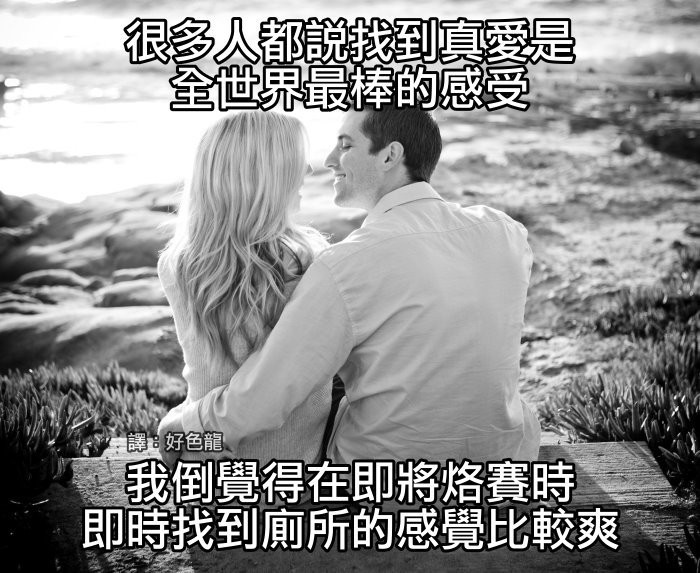 很多人都說找到真愛是
全世界最棒的感受
譯：好色龍
我倒覺得在即將烙賽時
即時找到廁所的感覺比較爽